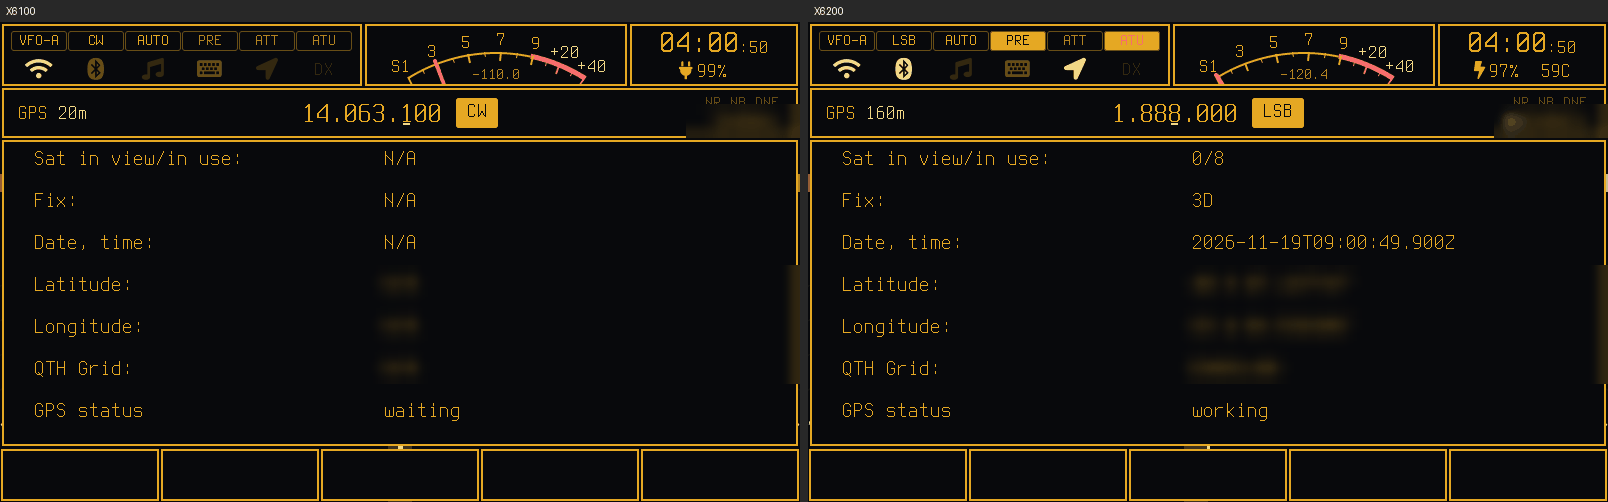 X6100
VFO-A CW AUTO PRE ATT ATU
DX
S1 3 5 7 9 +20 +40
-110.0
04:00:50
99%
GPS 20m
14.063.100 CW
NR NB DNF
Sat in view/in use: N/A
Fix: N/A
Date, time: N/A
Latitude:
Longitude:
QTH Grid:
GPS status waiting
X6200
VFO-A LSB AUTO PRE ATT ATU
DX
S1 3 5 7 9 +20 +40
-120.4
04:00:50
97% 59C
GPS 160m
1.888.000 LSB
NR NB DNF
Sat in view/in use: 0/8
Fix: 3D
Date, time: 2026-11-19T09:00:49.900Z
Latitude:
Longitude:
QTH Grid:
GPS status working